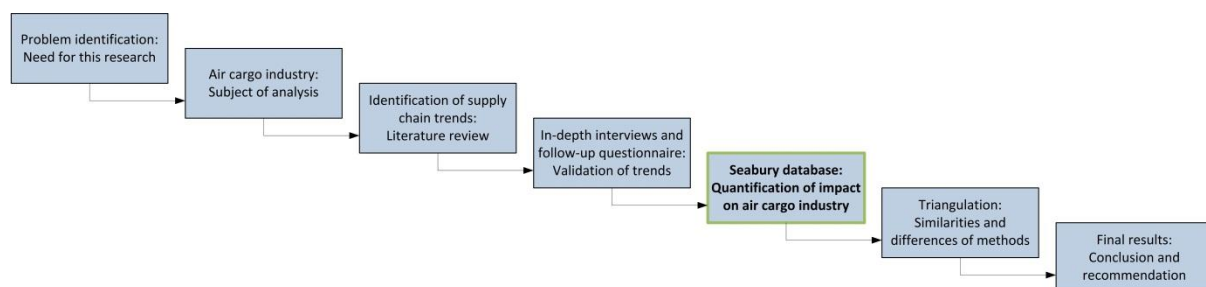 Problem identification:
Need for this research
Air cargo industry:
Subject of analysis
Identification of supply
chain trends:
Literature review
In-depth interviews and
follow-up questionnaire:
Validation of trends
Seabury database:
Quantification of impact
on air cargo industry
Triangulation:
Similarities and
differences of methods
Final results:
Conclusion and
recommendation